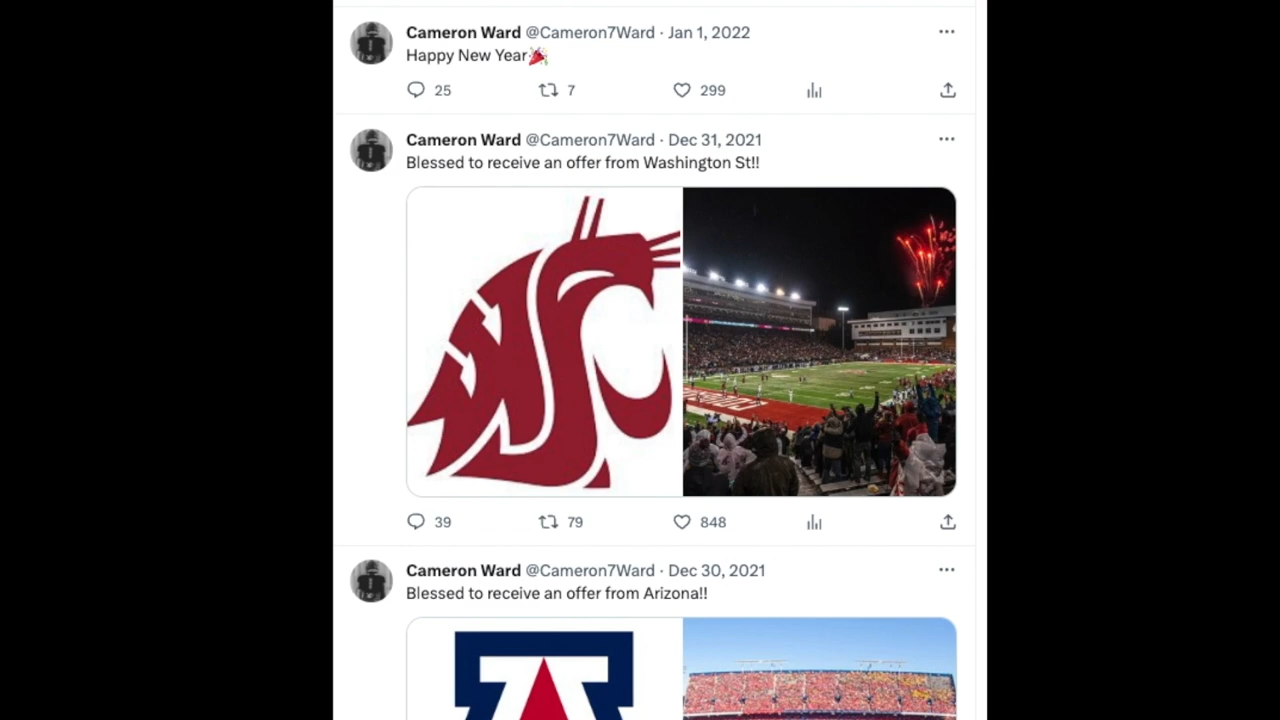 Cameron Ward @Cameron7Ward · Jan 1, 2022
Happy New Year🎉
25 7 299
Cameron Ward @Cameron7Ward · Dec 31, 2021
Blessed to receive an offer from Washington St!!
39 79 848
Cameron Ward @Cameron7Ward · Dec 30, 2021
Blessed to receive an offer from Arizona!!